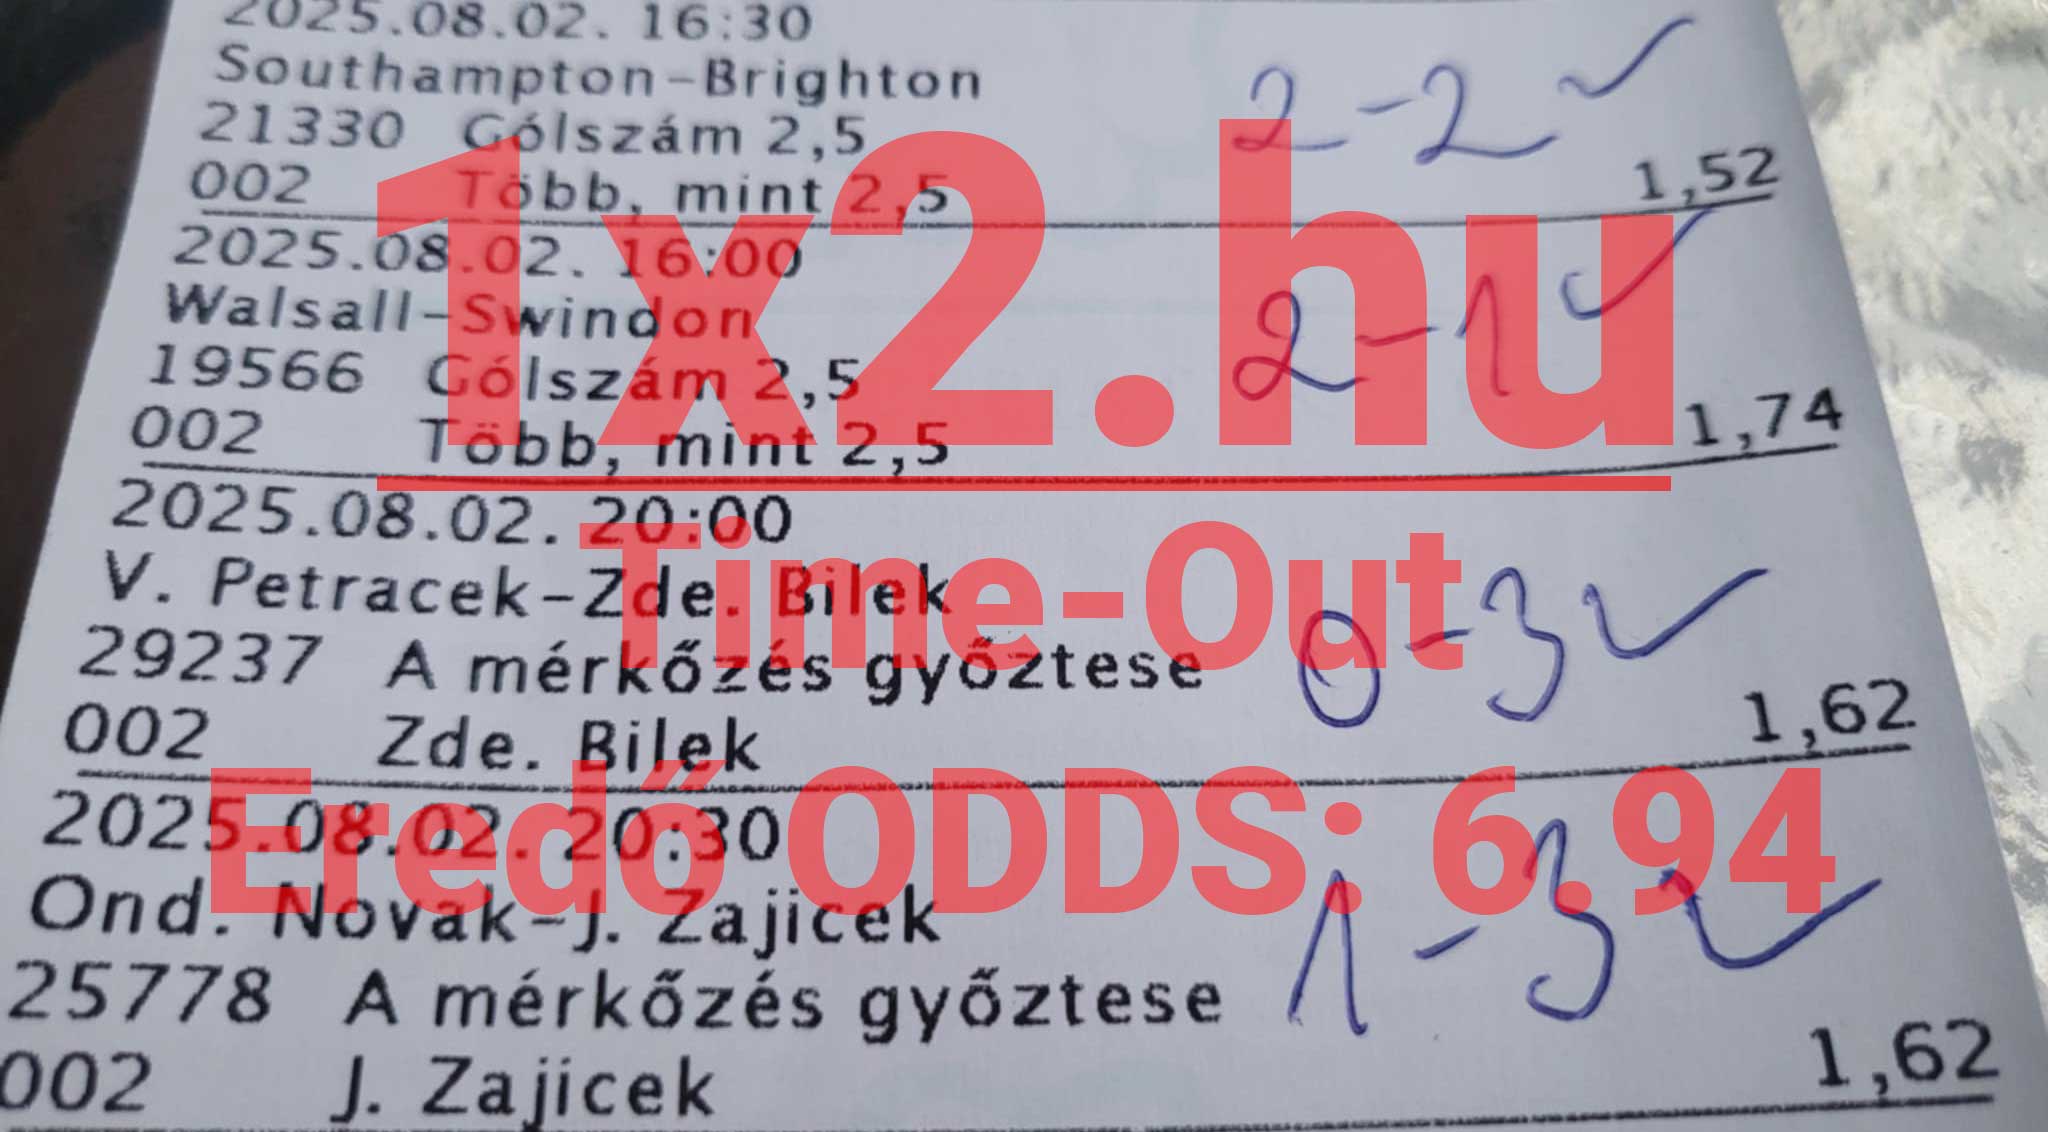 2025.08.02. 16:30
Southampton-Brighton
2-2
21330 Gólszám 2,5
002 Több, mint 2,5 1,52
2025.08.02. 16:00
Walsall-Swindon
2-1
19566 Gólszám 2,5
002 Több, mint 2,5 1,74
2025.08.02. 20:00
V. Petracek-Zde. Bilek
29237 A mérkőzés győztese
0-3
002 Zde. Bilek 1,62
2025.08.02. 20:30
Ond. Novak-J. Zajicek
1-3
25778 A mérkőzés győztese
002 J. Zajicek 1,62
1x2.hu
Time-Out
Eredő ODDS: 6.94